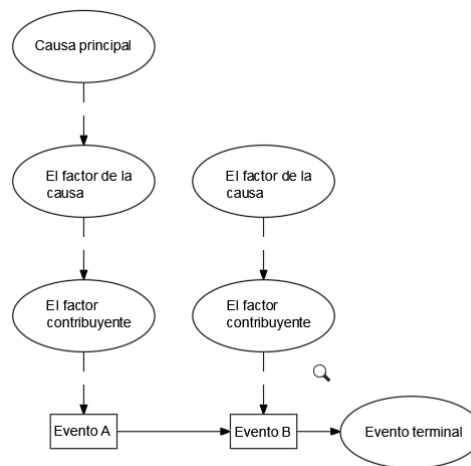 Causa principal
El factor de la
causa
El factor de la
causa
El factor
contribuyente
El factor
contribuyente
Evento A
Evento B
Evento terminal